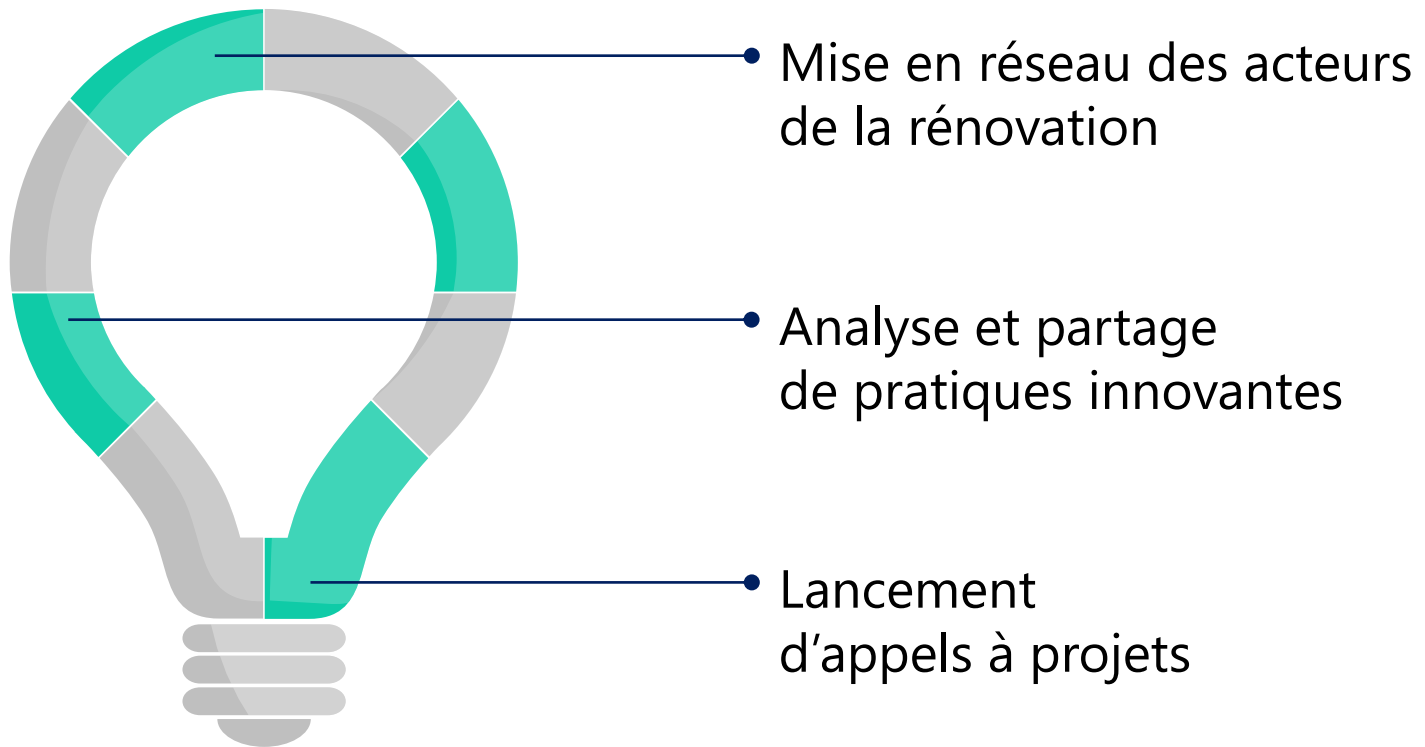 Mise en réseau des acteurs
de la rénovation
Analyse et partage
de pratiques innovantes
Lancement
d’appels à projets